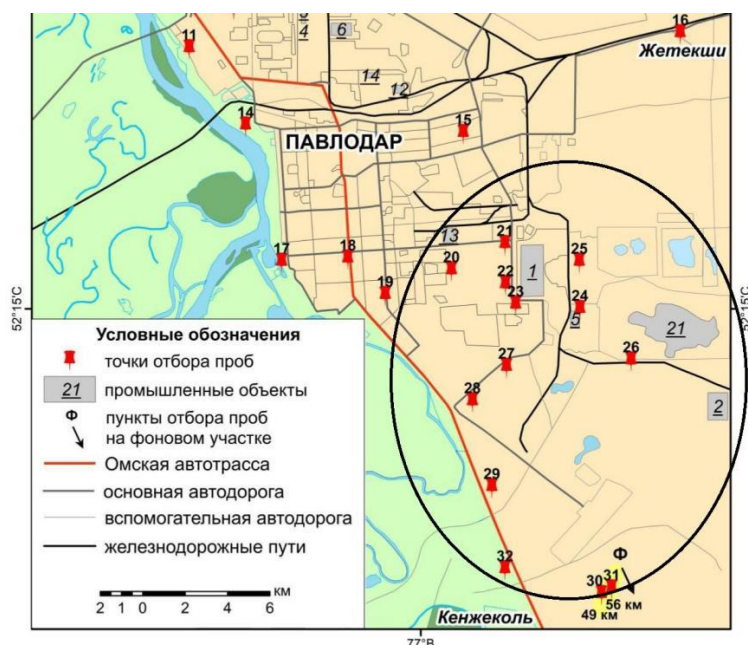 11
3
4
6
16
Жетекши
14
12
14
15
ПАВЛОДАР
17
18
13
21
20
1
25
19
22
23
24
5
52°15'С
52°15'С
21
26
27
28
2
29
32
Ф
30
31
56 км
49 км
Кенжеколь
77°В
Условные обозначения
точки отбора проб
21 промышленные объекты
Ф пункты отбора проб
на фоновом участке
Омская автотрасса
основная автодорога
вспомогательная автодорога
железнодорожные пути
км
2 1 0 2 4 6